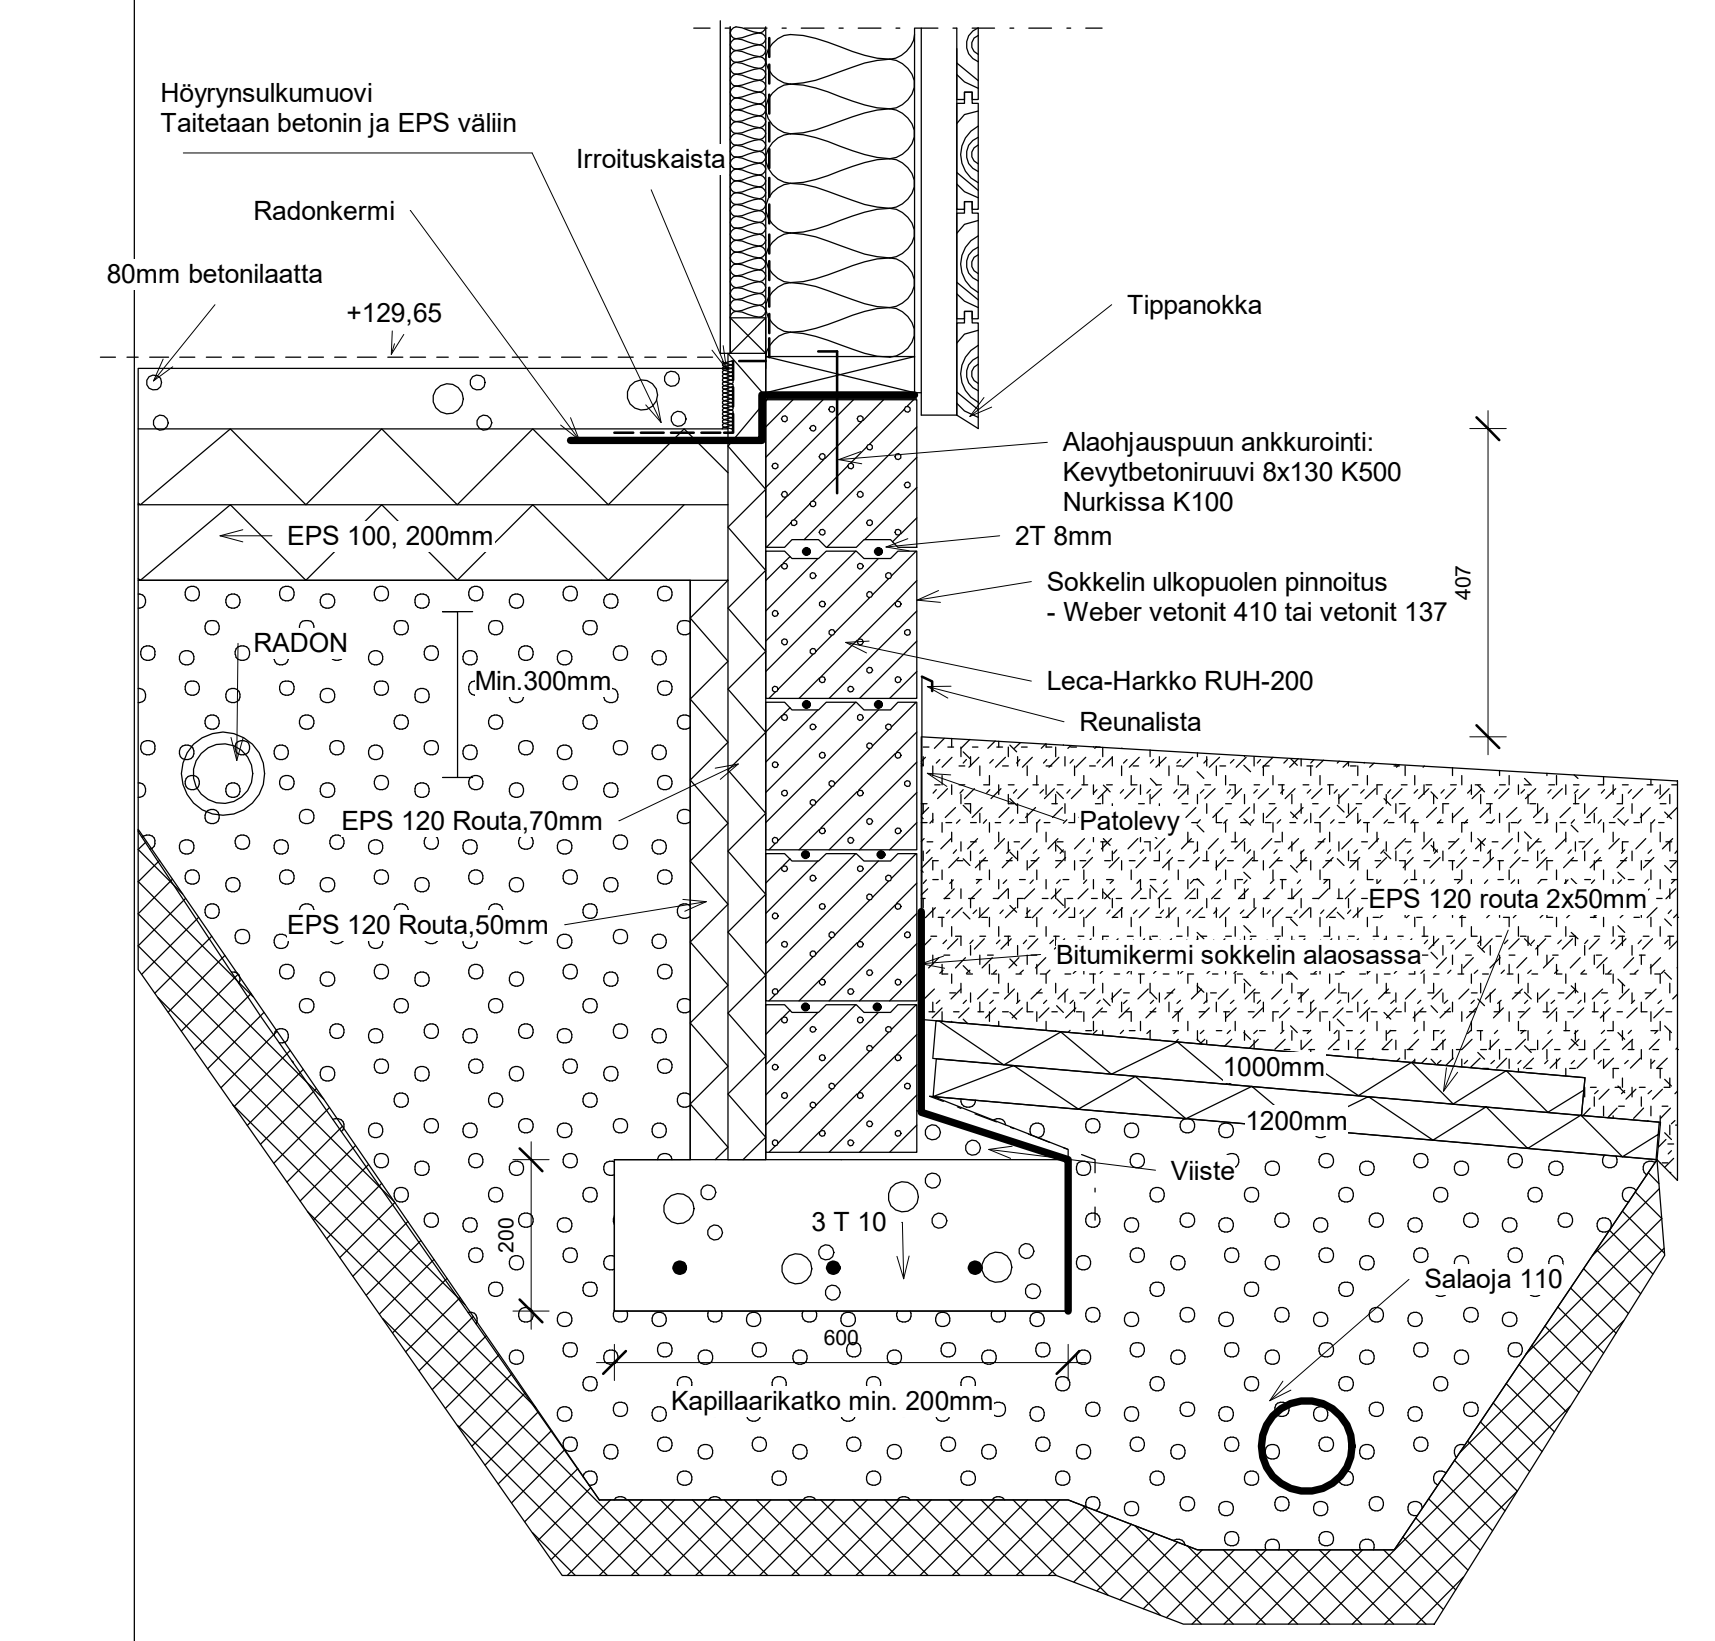 Höyrynsulkumuovi
Taitetaan betonin ja EPS väliin
Irroituskaista
Radonkermi
80mm betonilaatta
+129,65
Tippanokka
Alaohjauspuun ankkurointi:
Kevytbetoniruuvi 8x130 K500
Nurkissa K100
EPS 100, 200mm
2T 8mm
Sokkelin ulkopuolen pinnoitus
- Weber vetonit 410 tai vetonit 137
407
RADON
Min.300mm
Leca-Harkko RUH-200
Reunalista
EPS 120 Routa,70mm
Patolevy
EPS 120 routa 2x50mm
EPS 120 Routa,50mm
Bitumikermi sokkelin alaosassa
1000mm
1200mm
Viiste
200
3 T 10
Salaoja 110
600
Kapillaarikatko min. 200mm